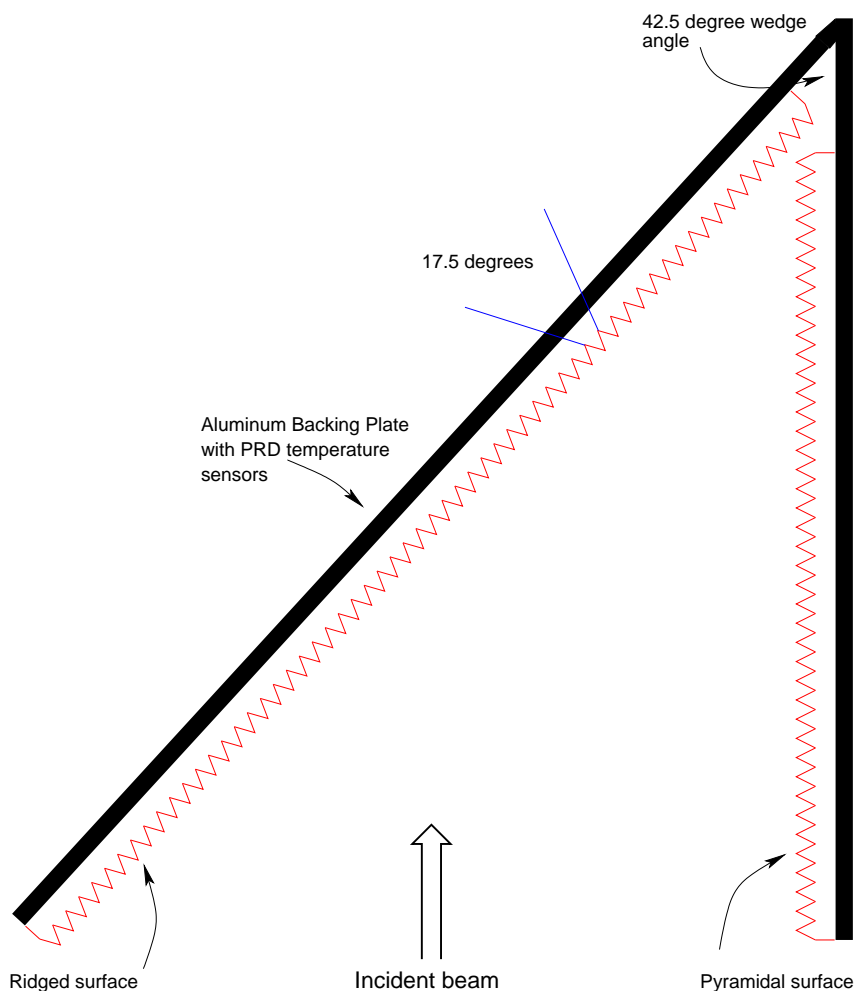 42.5 degree wedge
angle
17.5 degrees
Aluminum Backing Plate
with PRD temperature
sensors
Ridged surface
Incident beam
Pyramidal surface